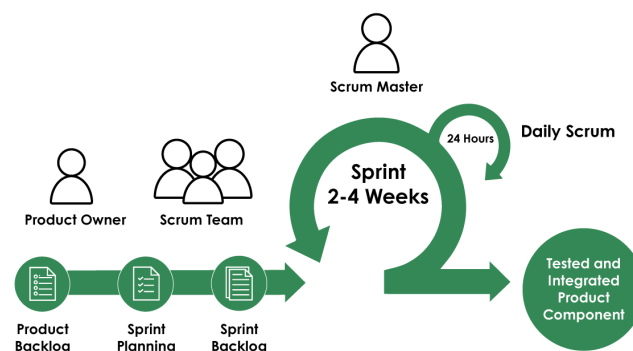 Scrum Master
24 Hours
Daily Scrum
Sprint
2-4 Weeks
Product Owner
Scrum Team
Tested and
Integrated
Product
Component
Product
Backlog
Sprint
Planning
Sprint
Backlog